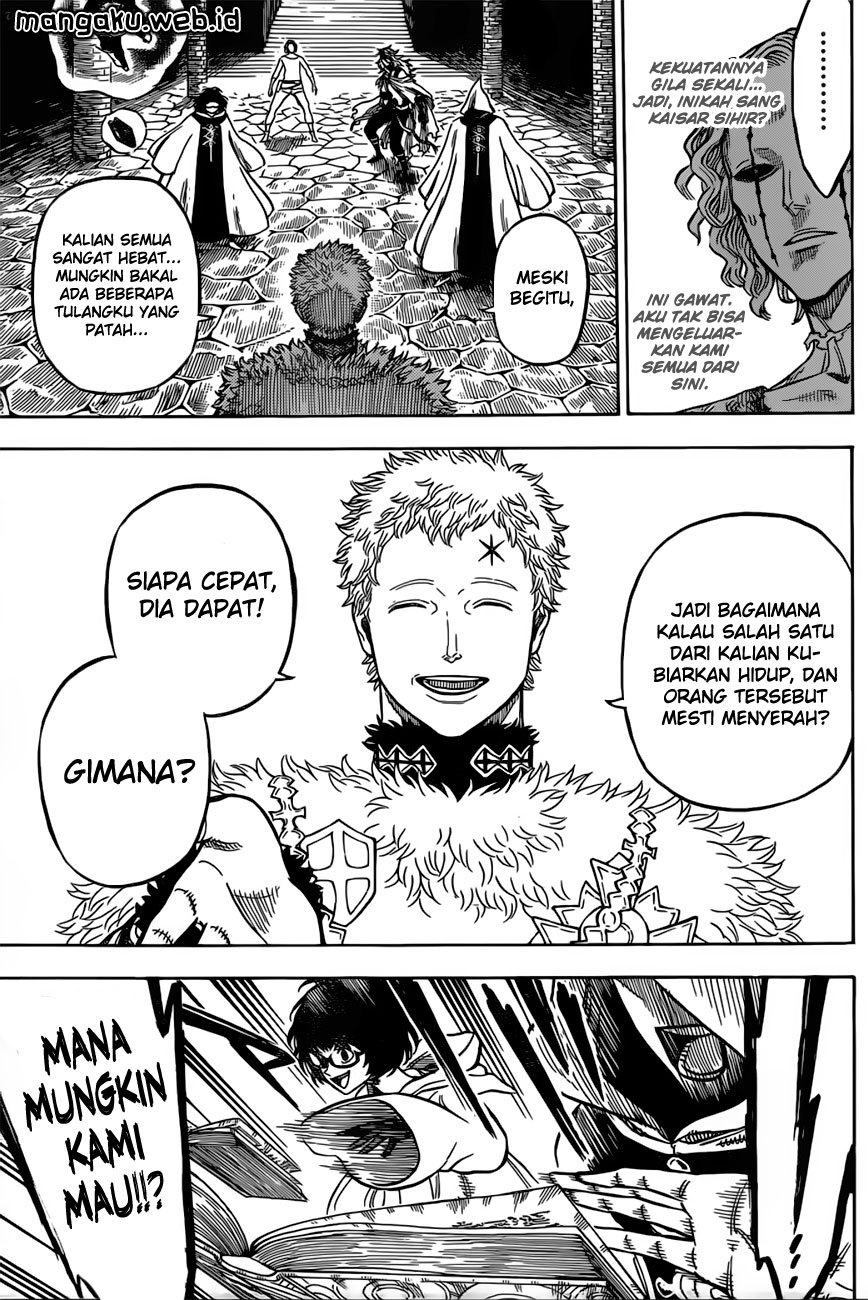 mangaku.web.id
.........
KEKUATANNYA
GILA SEKALI...
JADI, INIKAH SANG
KAISAR SIHIR?
INI GAWAT.
AKU TAK BISA
MENGELUAR-
KAN KAMI
SEMUA DARI
SINI.
MESKI
BEGITU,
KALIAN SEMUA
SANGAT HEBAT...
MUNGKIN BAKAL
ADA BEBERAPA
TULANGKU YANG
PATAH...
JADI BAGAIMANA
KALAU SALAH SATU
DARI KALIAN KU-
BIARKAN HIDUP, DAN
ORANG TERSEBUT
MESTI MENYERAH?
SIAPA CEPAT,
DIA DAPAT!
GIMANA?
MANA
MUNGKIN
KAMI
MAU!!?